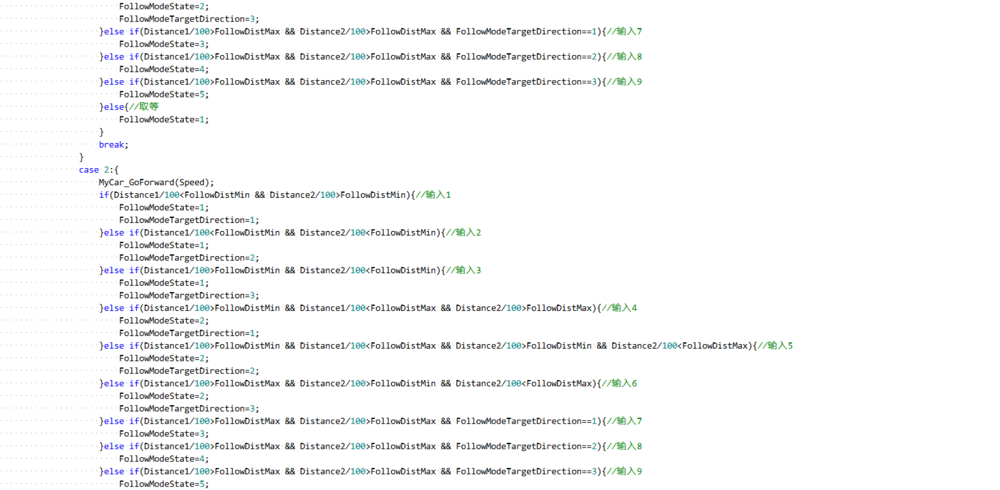 FollowModeState=2;
FollowModeTargetDirection=3;
}else if(Distance1/100>FollowDistMax && Distance2/100>FollowDistMax && FollowModeTargetDirection==1){//输入7
FollowModeState=3;
}else if(Distance1/100>FollowDistMax && Distance2/100>FollowDistMax && FollowModeTargetDirection==2){//输入8
FollowModeState=4;
}else if(Distance1/100>FollowDistMax && Distance2/100>FollowDistMax && FollowModeTargetDirection==3){//输入9
FollowModeState=5;
}else{//取等
FollowModeState=1;
}
break;
}
case 2:{
MyCar_GoForward(Speed);
if(Distance1/100<FollowDistMin && Distance2/100>FollowDistMin){//输入1
FollowModeState=1;
FollowModeTargetDirection=1;
}else if(Distance1/100<FollowDistMin && Distance2/100<FollowDistMin){//输入2
FollowModeState=1;
FollowModeTargetDirection=2;
}else if(Distance1/100>FollowDistMin && Distance2/100<FollowDistMin){//输入3
FollowModeState=1;
FollowModeTargetDirection=3;
}else if(Distance1/100>FollowDistMin && Distance1/100<FollowDistMax && Distance2/100>FollowDistMax){//输入4
FollowModeState=2;
FollowModeTargetDirection=1;
}else if(Distance1/100>FollowDistMin && Distance1/100<FollowDistMax && Distance2/100>FollowDistMin && Distance2/100<FollowDistMax){//输入5
FollowModeState=2;
FollowModeTargetDirection=2;
}else if(Distance1/100>FollowDistMax && Distance2/100>FollowDistMin && Distance2/100<FollowDistMax){//输入6
FollowModeState=2;
FollowModeTargetDirection=3;
}else if(Distance1/100>FollowDistMax && Distance2/100>FollowDistMax && FollowModeTargetDirection==1){//输入7
FollowModeState=3;
}else if(Distance1/100>FollowDistMax && Distance2/100>FollowDistMax && FollowModeTargetDirection==2){//输入8
FollowModeState=4;
}else if(Distance1/100>FollowDistMax && Distance2/100>FollowDistMax && FollowModeTargetDirection==3){//输入9
FollowModeState=5;